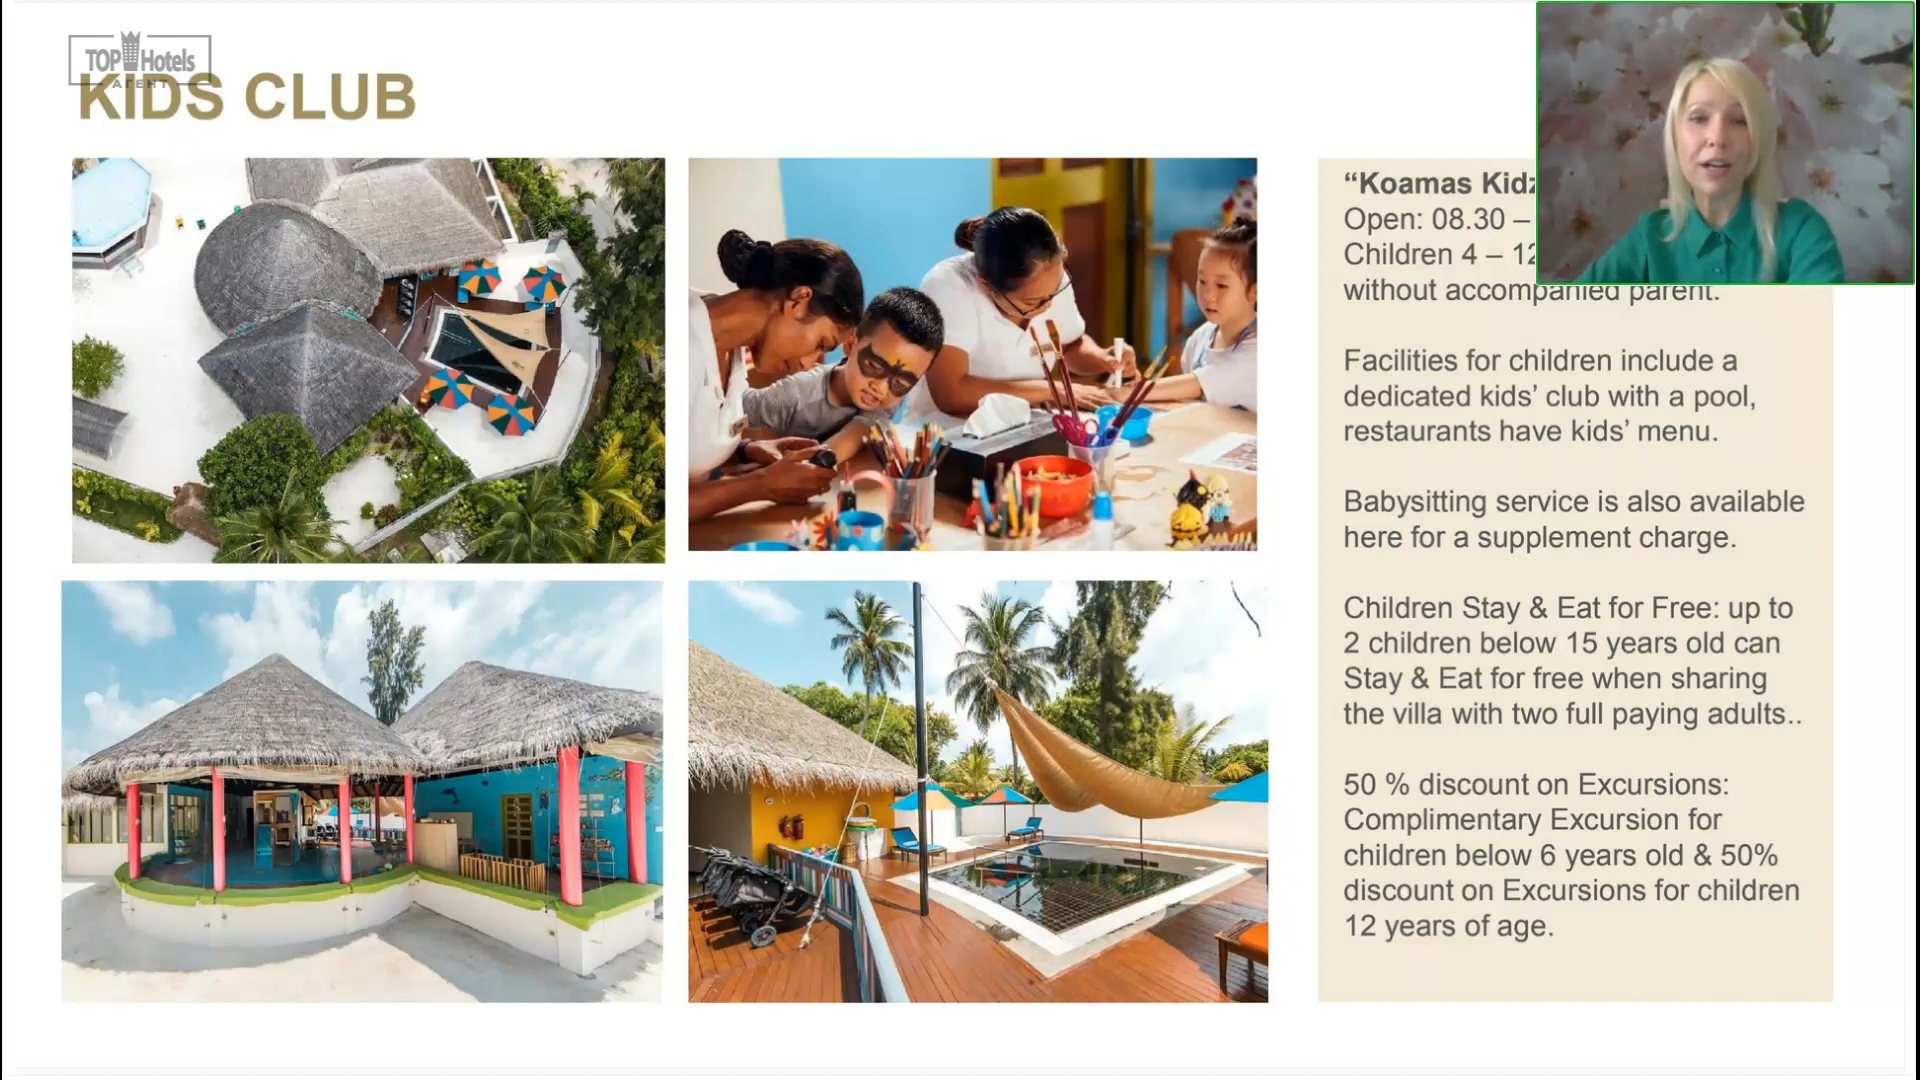 TOP Hotels
АГЕНТ
KIDS CLUB
“Koamas
Open: 08.30 –
Children 4 –
without accompanied parent.
Facilities for children include a
dedicated kids’ club with a pool,
restaurants have kids’ menu.
Babysitting service is also available
here for a supplement charge.
Children Stay & Eat for Free: up to
2 children below 15 years old can
Stay & Eat for free when sharing
the villa with two full paying adults..
50 % discount on Excursions:
Complimentary Excursion for
children below 6 years old & 50%
discount on Excursions for children
12 years of age.